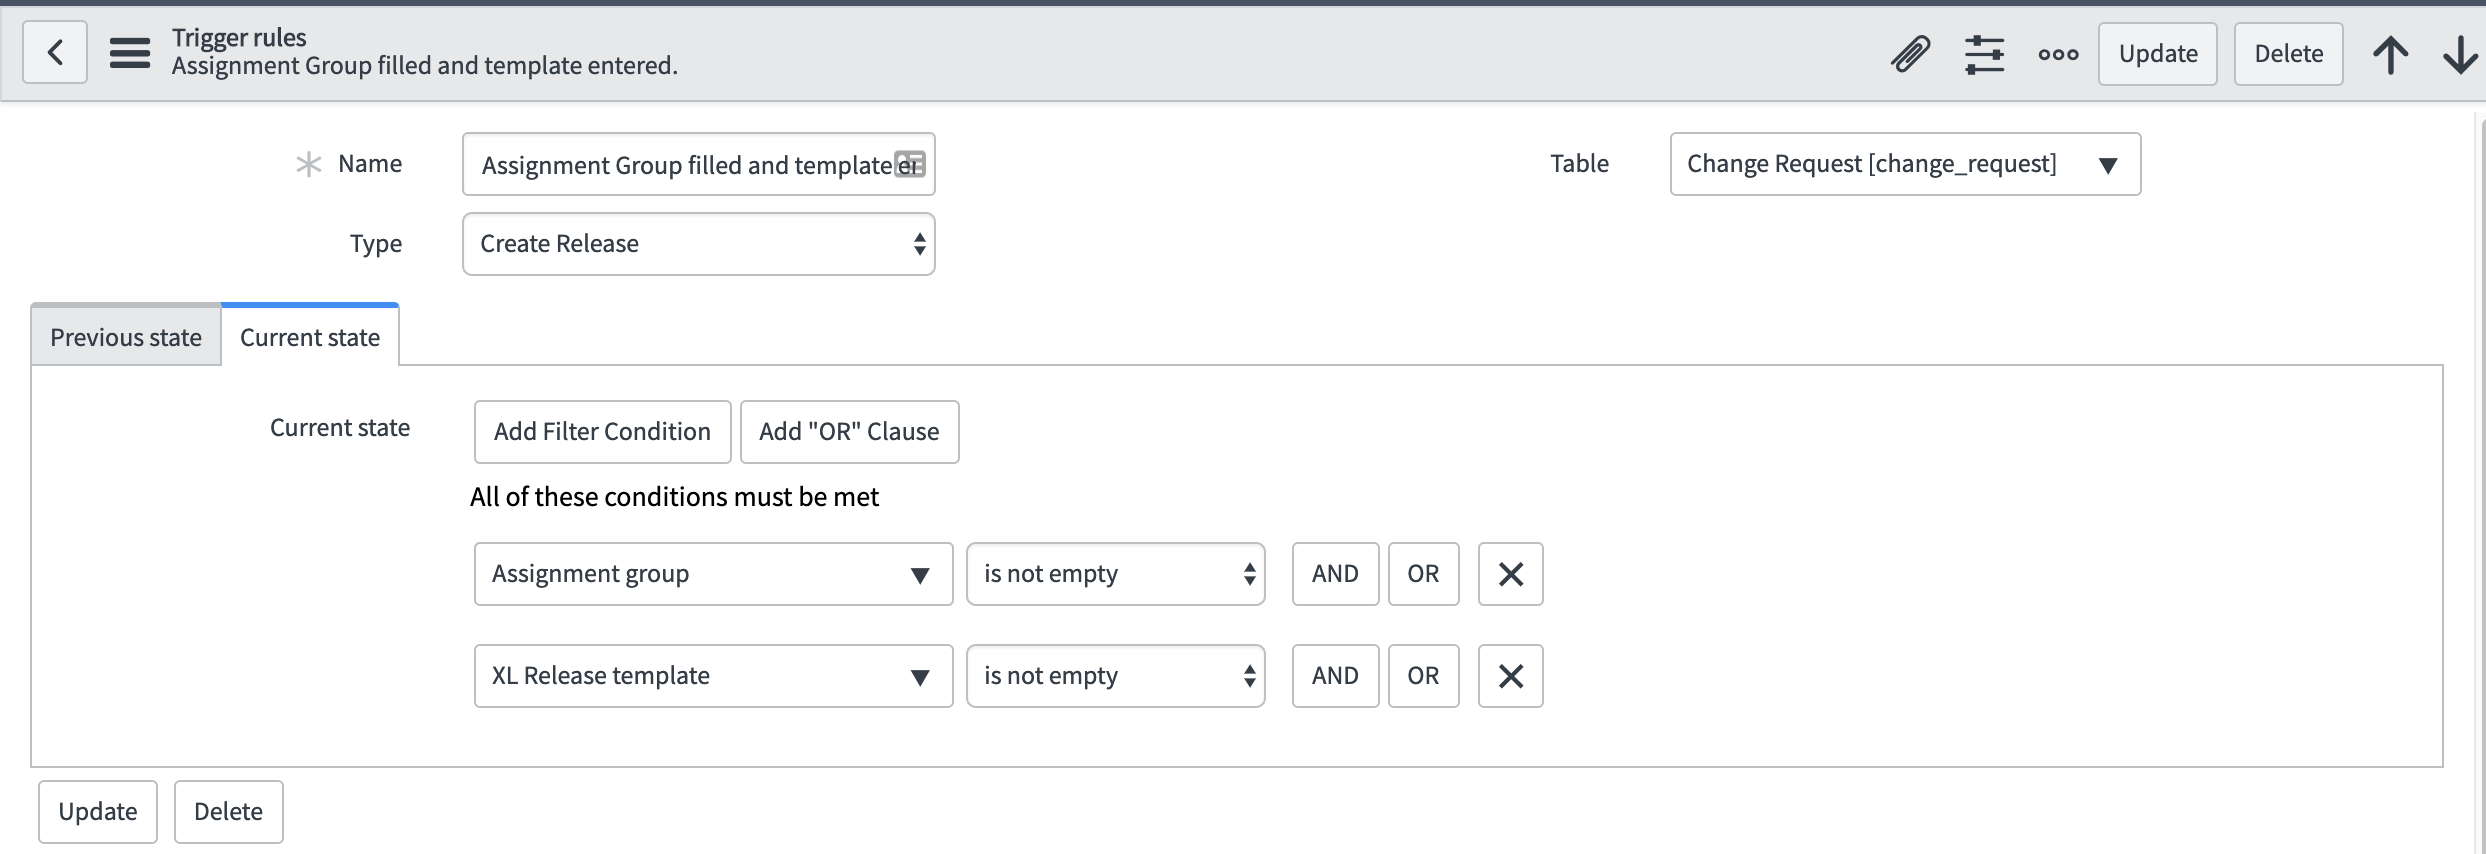 Trigger rules
Assignment Group filled and template entered.
Update
Delete
Name
Assignment Group filled and template er
Table
Change Request [change_request]
Type
Create Release
Previous state
Current state
Current state
Add Filter Condition
Add "OR" Clause
All of these conditions must be met
Assignment group
is not empty
AND
OR
XL Release template
is not empty
AND
OR
Update
Delete